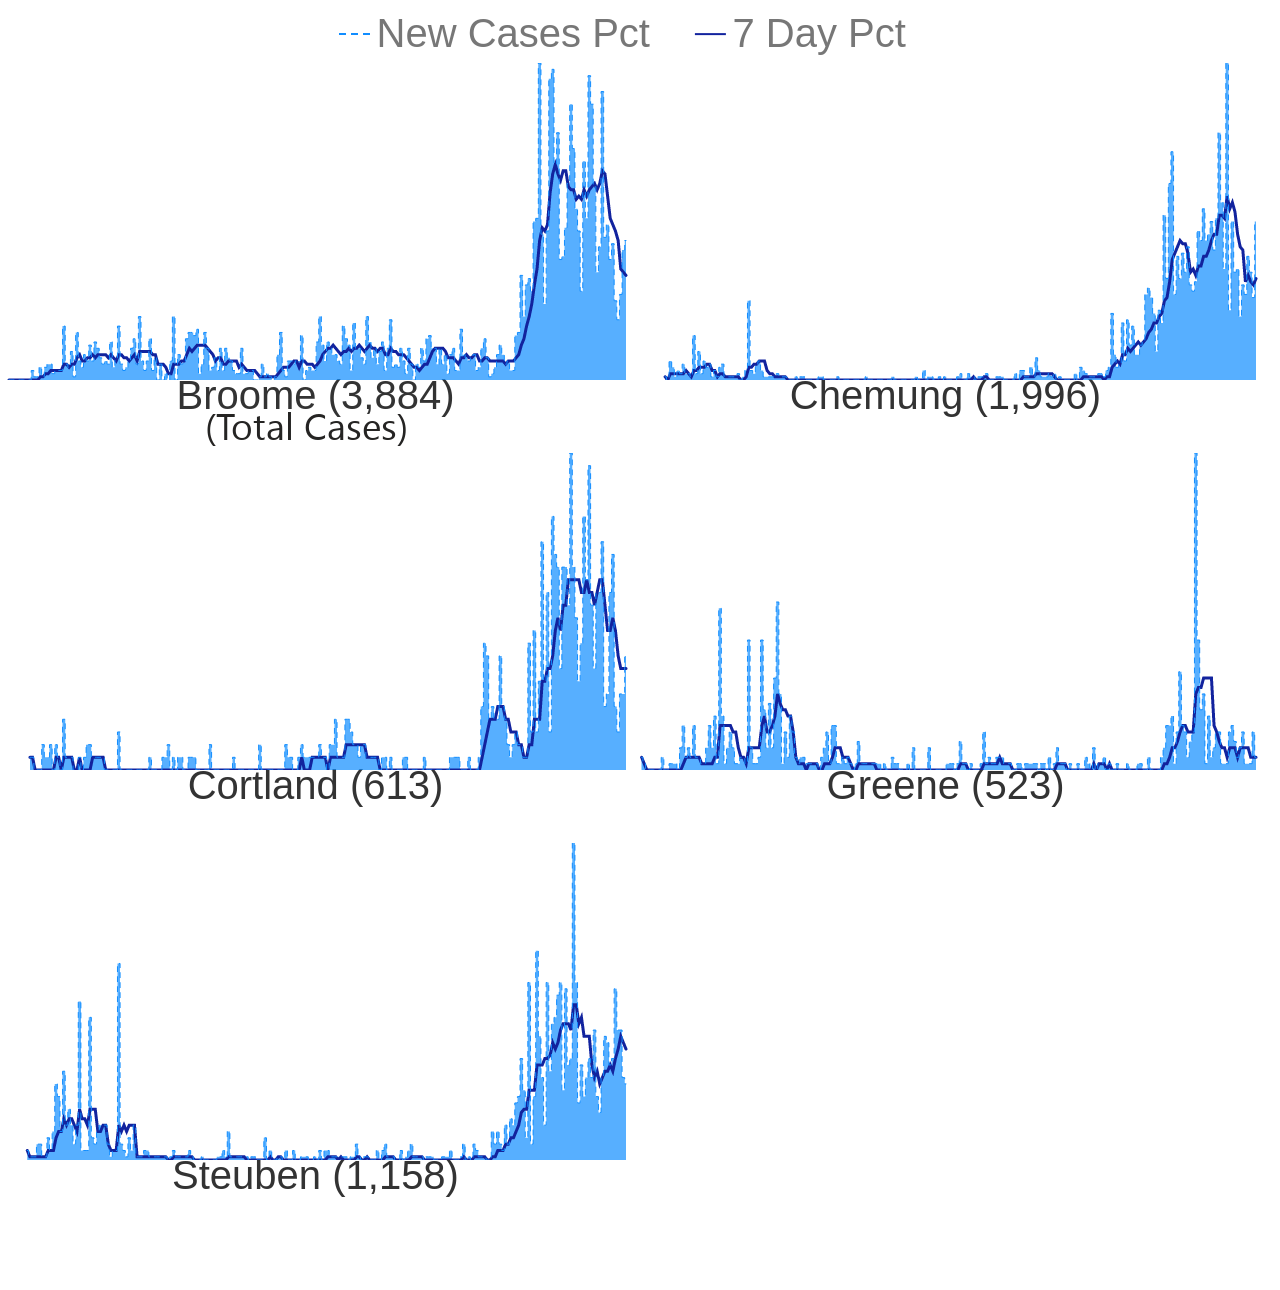 New Cases Pct 7 Day Pct
Broome (3,884) Chemung (1,996)
(Total Cases)
Cortland (613) Greene (523)
Steuben (1,158)